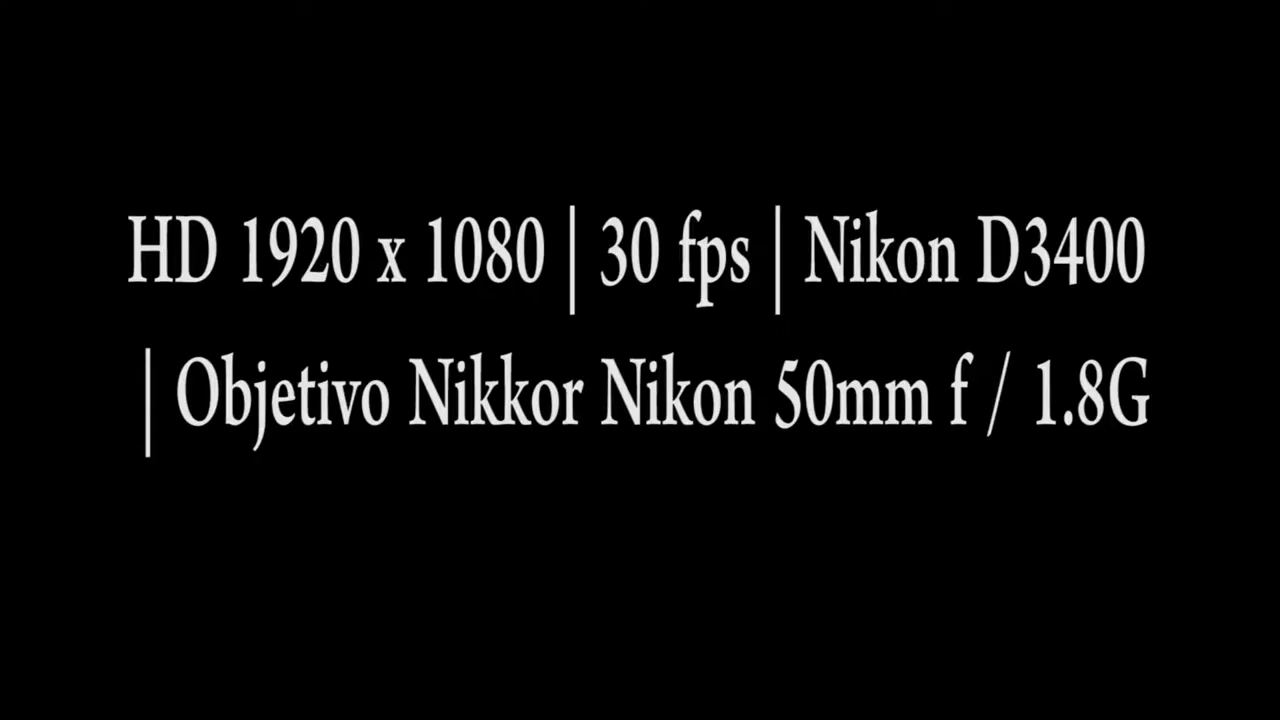 HD 1920 x 1080 | 30 fps | Nikon D3400
| Objetivo Nikkor Nikon 50mm f / 1.8G